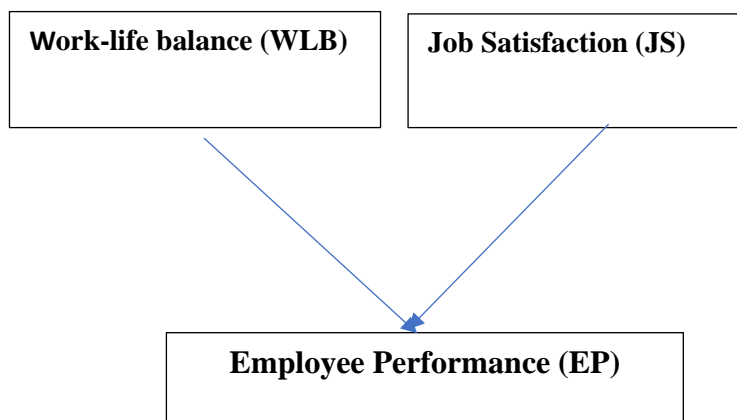 Work-life balance (WLB)
Job Satisfaction (JS)
Employee Performance (EP)